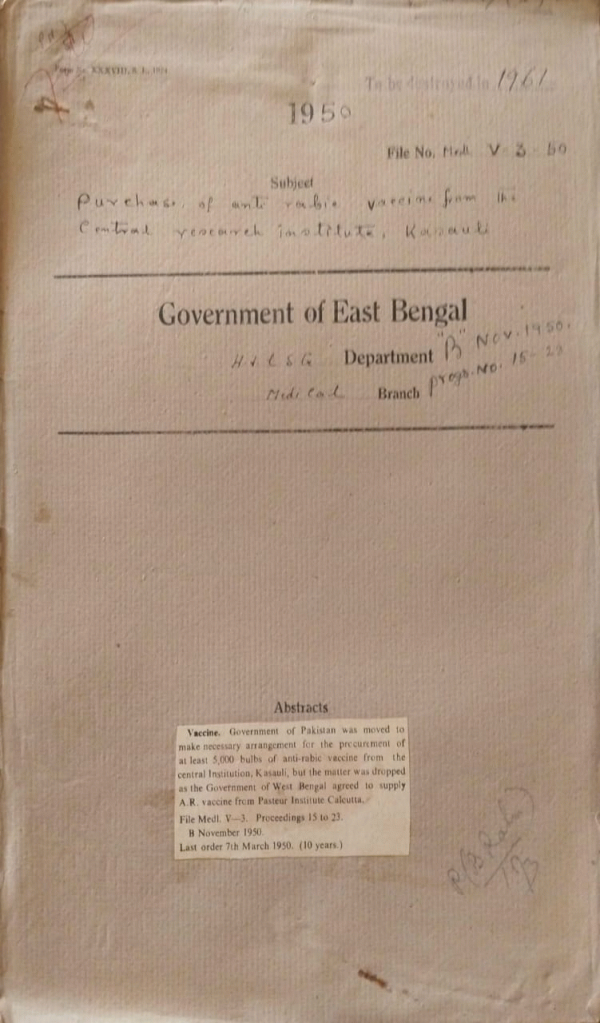 Form No. XXXVIII, R. I., 1924
To be destroyed in 1961.
1950
File No. Medl. V-3-50
Subject
Purchase of anti rabic vaccine from the
Central research institute, Kasauli
Government of East Bengal
H & L S G Department "B" Nov. 1950.
Medical Branch progs. No. 15-23
Abstracts
Vaccine. Government of Pakistan was moved to
make necessary arrangement for the procurement of
at least 5,000 bulbs of anti-rabic vaccine from the
central Institution, Kasauli, but the matter was dropped
as the Government of West Bengal agreed to supply
A.R. vaccine from Pasteur Institute Calcutta.
File Medl. V—3. Proceedings 15 to 23.
B November 1950.
Last order 7th March 1950. (10 years.)